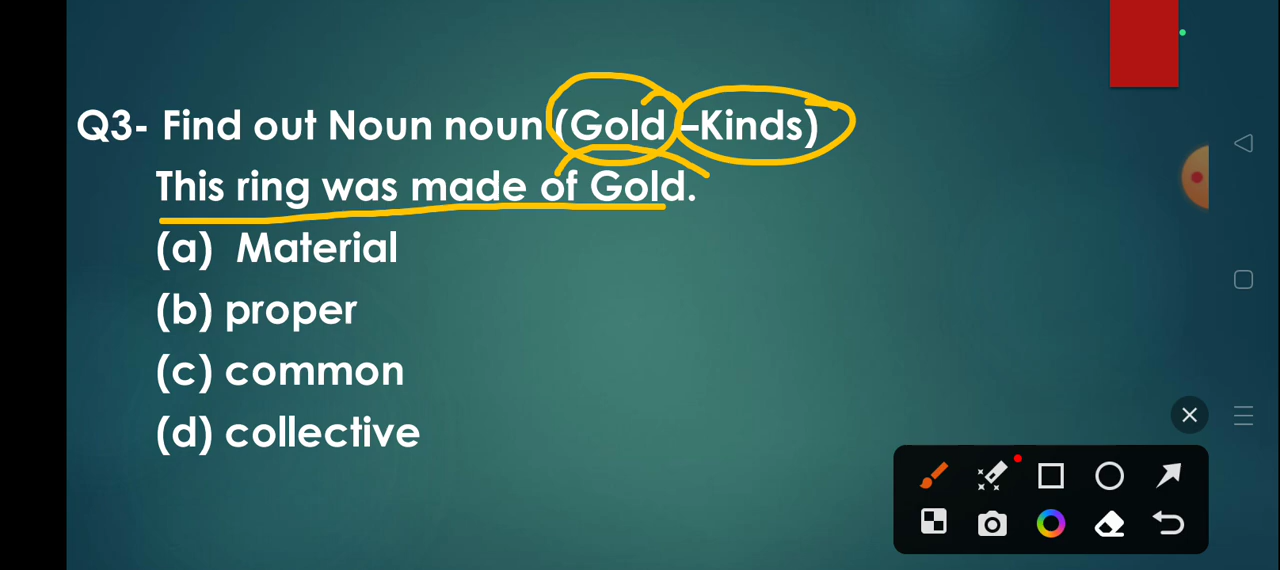 Q3- Find out Noun noun (Gold –Kinds)
This ring was made of Gold.
(a) Material
(b) proper
(c) common
(d) collective